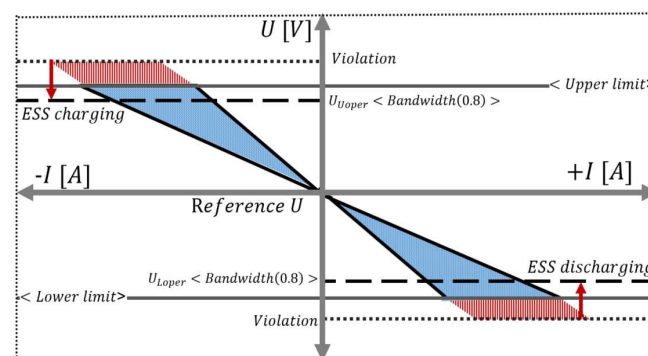 U [V]
Violation
< Upper limit>
U_Uoper < Bandwidth(0.8) >
ESS charging
-I [A]
+I [A]
Reference U
ESS discharging
U_Loper < Bandwidth(0.8) >
< Lower limit>
Violation